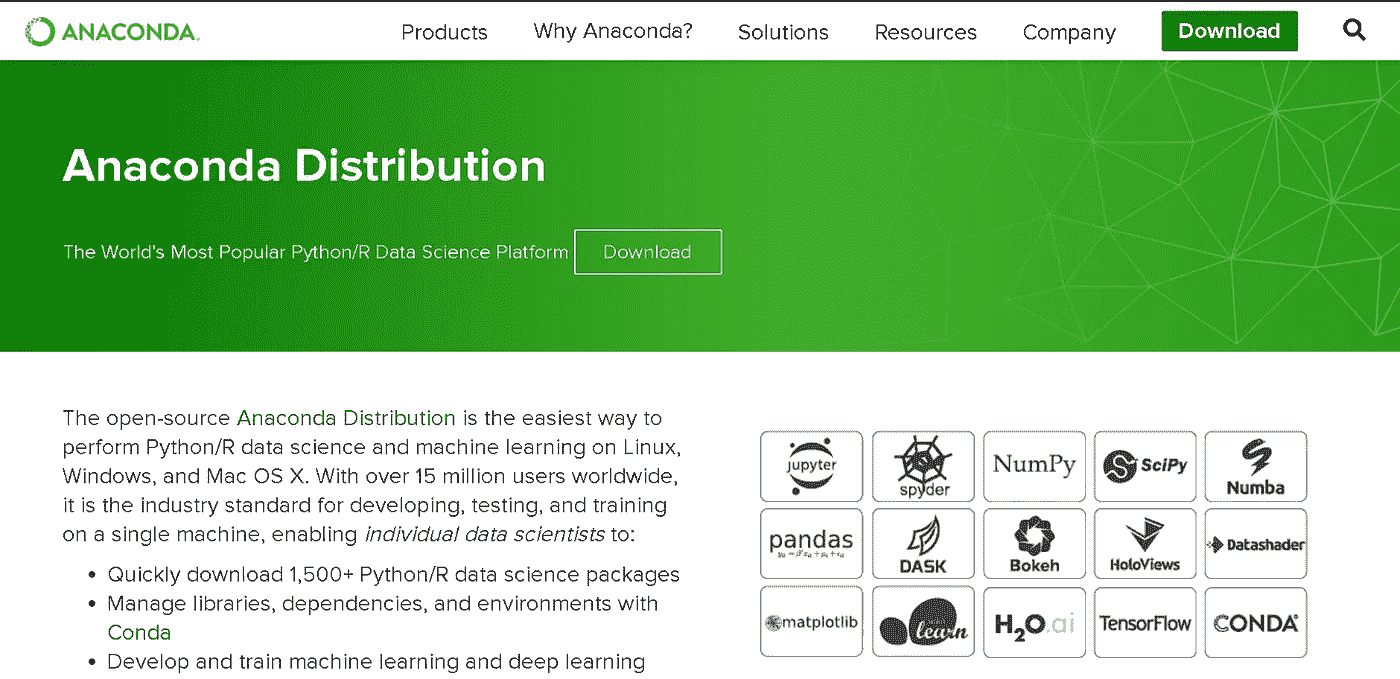 ANACONDA.
Products
Why Anaconda?
Solutions
Resources
Company
Download
Anaconda Distribution
The World's Most Popular Python/R Data Science Platform
Download
The open-source Anaconda Distribution is the easiest way to
perform Python/R data science and machine learning on Linux,
Windows, and Mac OS X. With over 15 million users worldwide,
it is the industry standard for developing, testing, and training
on a single machine, enabling individual data scientists to:
• Quickly download 1,500+ Python/R data science packages
• Manage libraries, dependencies, and environments with
Conda
• Develop and train machine learning and deep learning
jupyter
spyder
NumPy
SciPy
Numba
pandas
DASK
Bokeh
HoloViews
Datashader
matplotlib
learn
H2O.ai
TensorFlow
CONDA